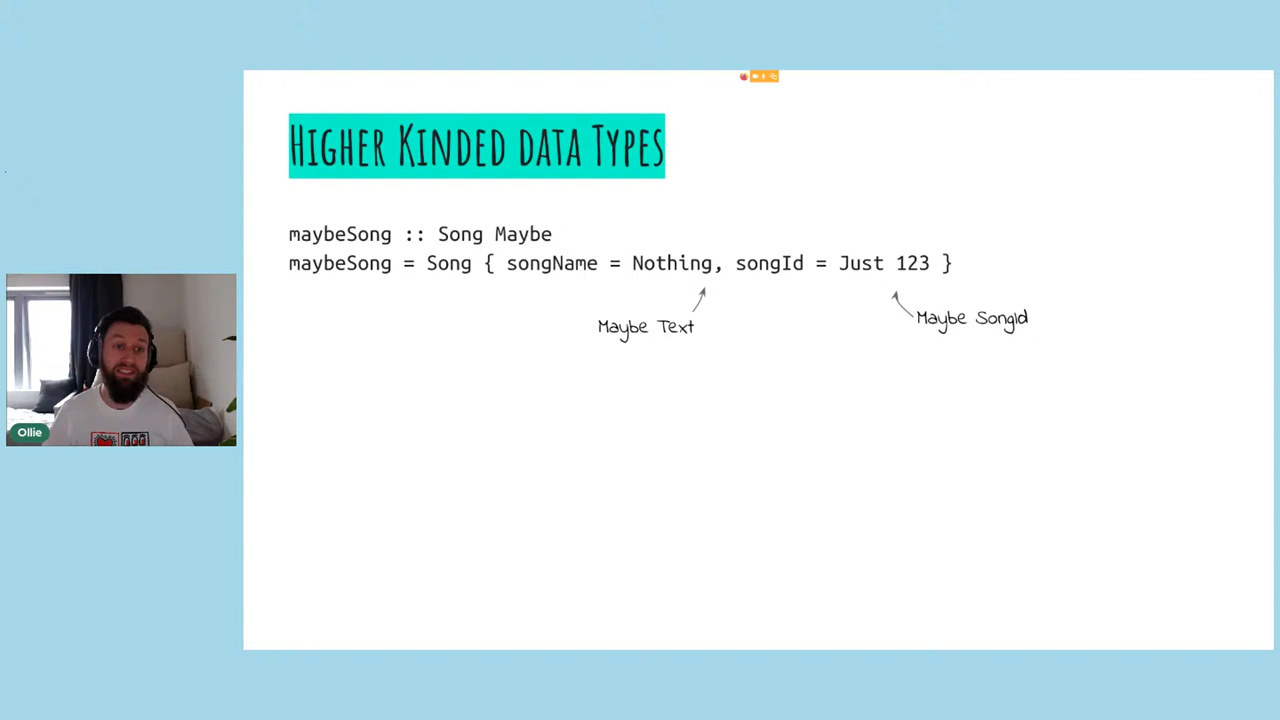 Higher Kinded data Types
maybeSong :: Song Maybe
maybeSong = Song { songName = Nothing, songId = Just 123 }
Maybe Text
Maybe SongId
Ollie